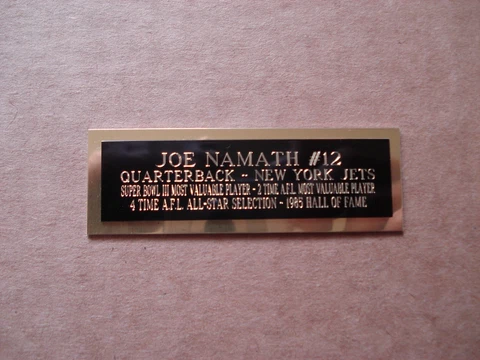 JOE NAMATH #12
QUARTERBACK ~ NEW YORK JETS
SUPER BOWL III MOST VALUABLE PLAYER - 2 TIME A.F.L. MOST VALUABLE PLAYER
4 TIME A.F.L. ALL-STAR SELECTION - 1985 HALL OF FAME